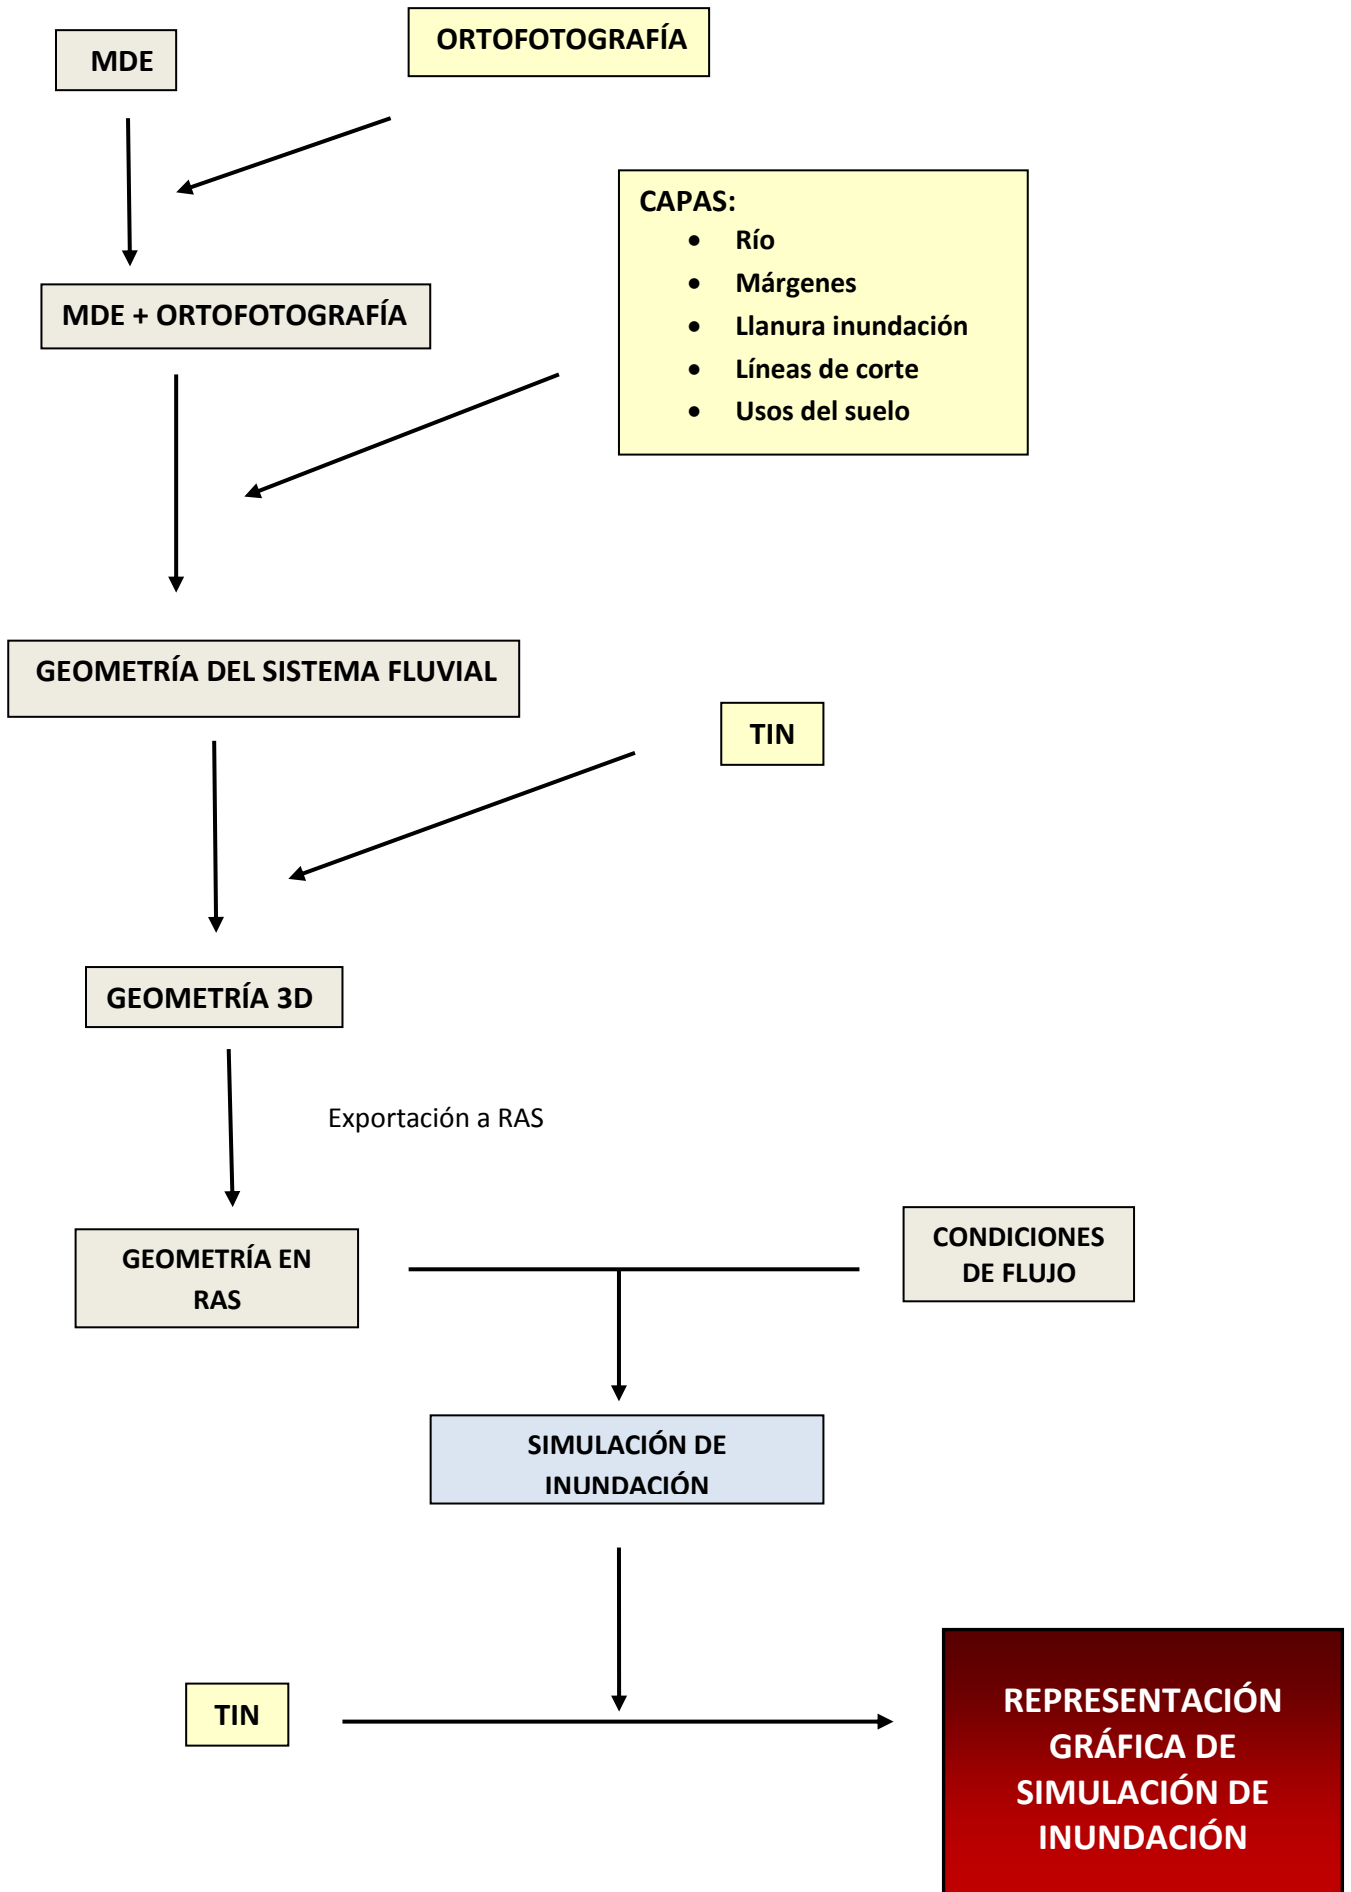 MDE
ORTOFOTOGRAFÍA
CAPAS:
• Río
• Márgenes
• Llanura inundación
• Líneas de corte
• Usos del suelo
MDE + ORTOFOTOGRAFÍA
GEOMETRÍA DEL SISTEMA FLUVIAL
TIN
GEOMETRÍA 3D
Exportación a RAS
GEOMETRÍA EN
RAS
CONDICIONES
DE FLUJO
SIMULACIÓN DE
INUNDACIÓN
TIN
REPRESENTACIÓN
GRÁFICA DE
SIMULACIÓN DE
INUNDACIÓN